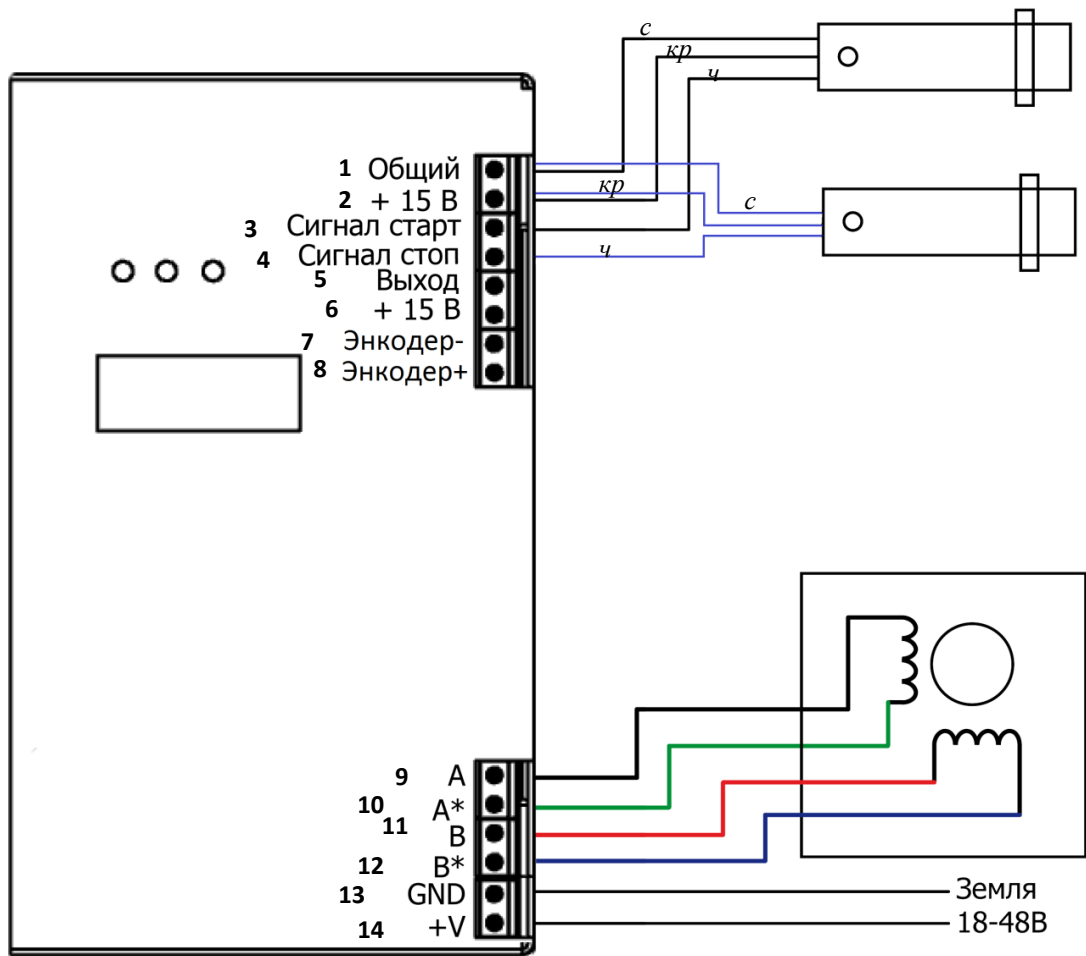 с
кр
ч
1 Общий
2 + 15 В
3 Сигнал старт
4 Сигнал стоп
5 Выход
6 + 15 В
7 Энкодер-
8 Энкодер+
кр
с
ч
9 A
10 A*
11 B
12 B*
13 GND
14 +V
Земля
18-48В